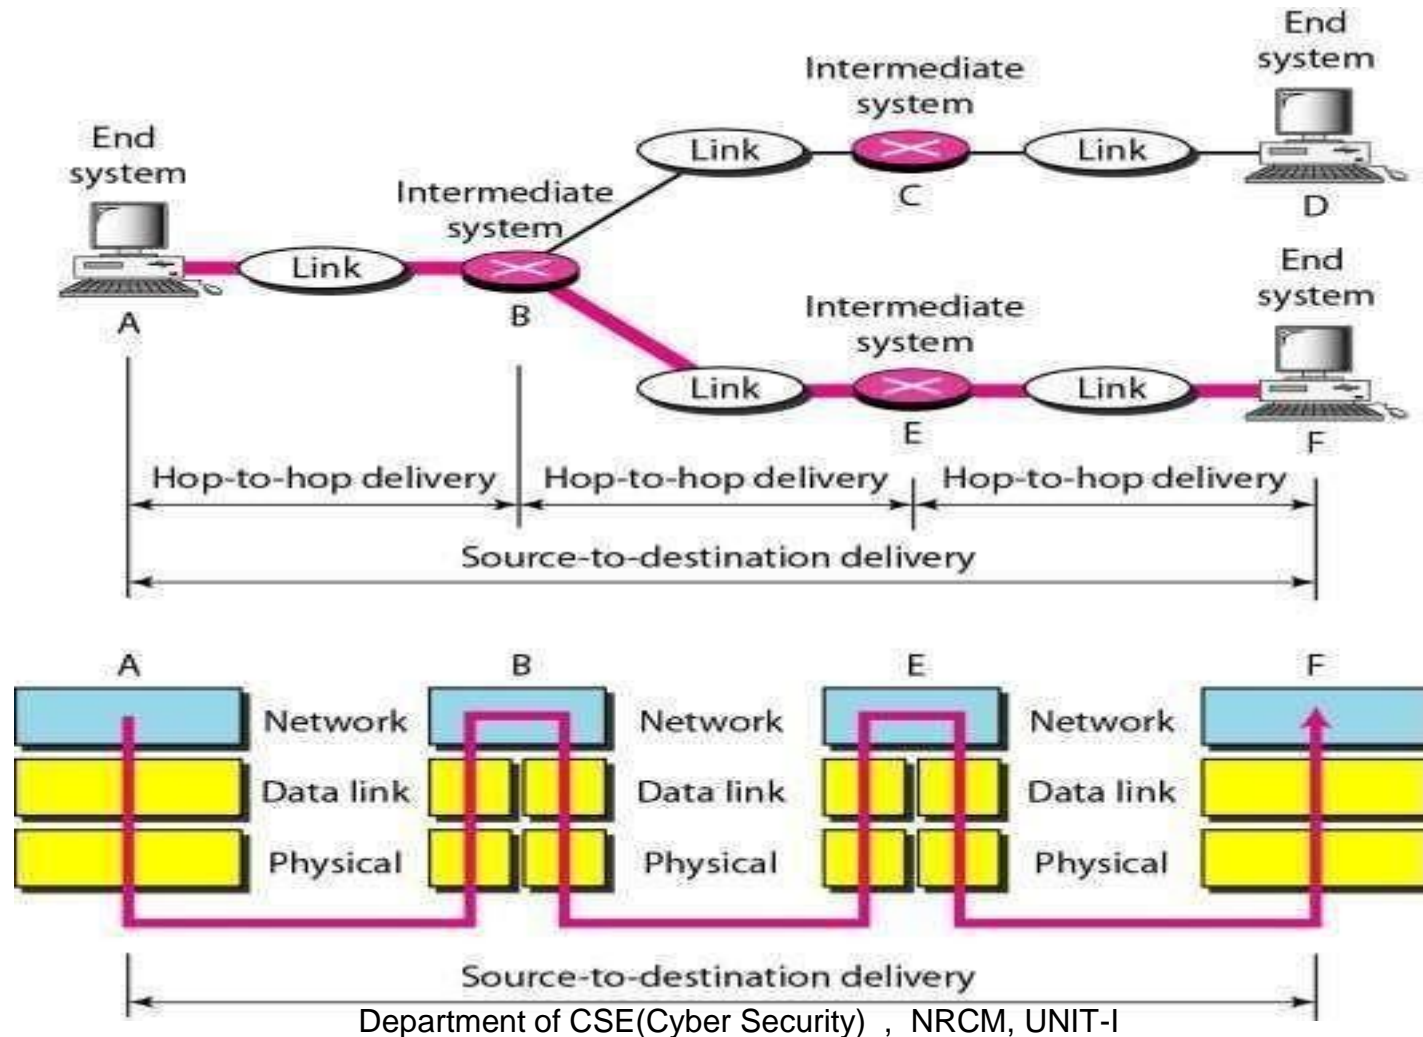 End
system
Intermediate
system
Link
C
Link
D
End
system
A
Link
Intermediate
system
B
End
system
Intermediate
system
Link
E
Link
F
Hop-to-hop delivery
Hop-to-hop delivery
Hop-to-hop delivery
Source-to-destination delivery
A
B
E
F
Network
Network
Network
Data link
Data link
Data link
Physical
Physical
Physical
Source-to-destination delivery
Department of CSE(Cyber Security) , NRCM, UNIT-I